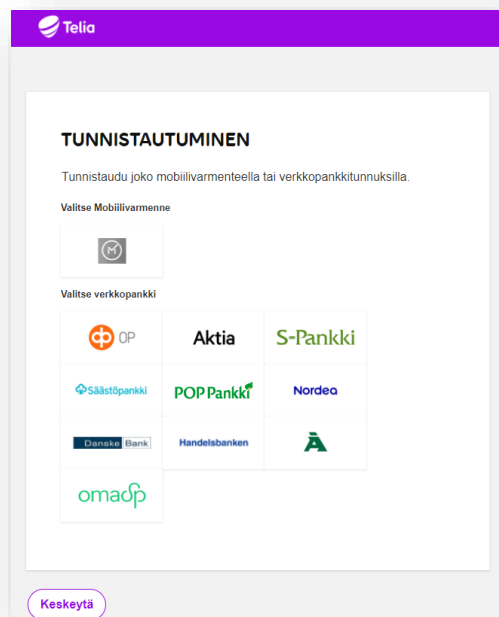 Telia
TUNNISTAUTUMINEN
Tunnistaudu joko mobiilivarmenteella tai verkkopankkitunnuksilla.
Valitse Mobiilivarmenne
M
Valitse verkkopankki
OP Aktia S-Pankki
Säästöpankki POP Pankki Nordea
Danske Bank Handelsbanken Å
omasp
Keskeytä